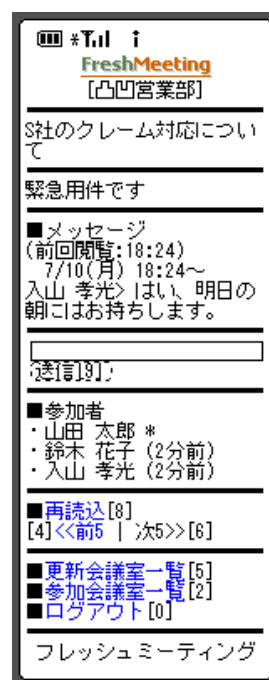 FreshMeeting
[凸凹営業部]
S社のクレーム対応につい
て
緊急用件です
■メッセージ
(前回閲覧:18:24)
7/10(月) 18:24～
入山 孝光> はい、明日の
朝にはお持ちします。
送信[9]
■参加者
・山田 太郎 *
・鈴木 花子 (2分前)
・入山 孝光 (2分前)
■再読込[8]
[4]<<前5 | 次5>>[6]
■更新会議室一覧[5]
■参加会議室一覧[2]
■ログアウト[0]
フレッシュミーティング